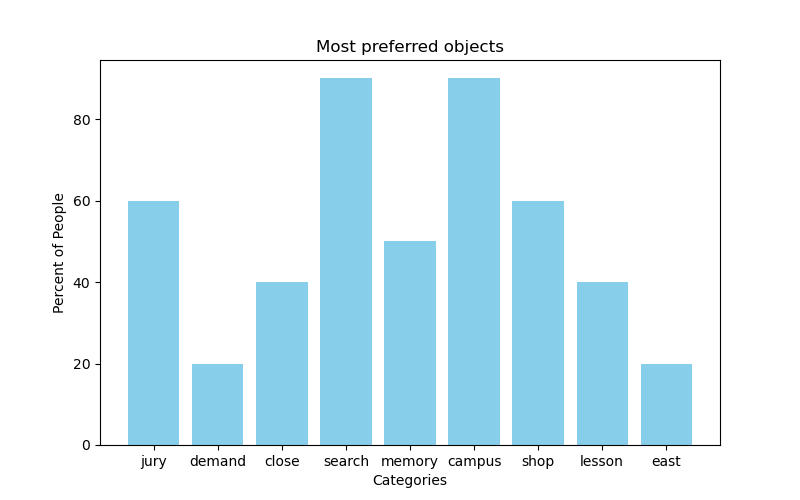 Most preferred objects
Percent of People
80
60
40
20
0
jury demand close search memory campus shop lesson east
Categories